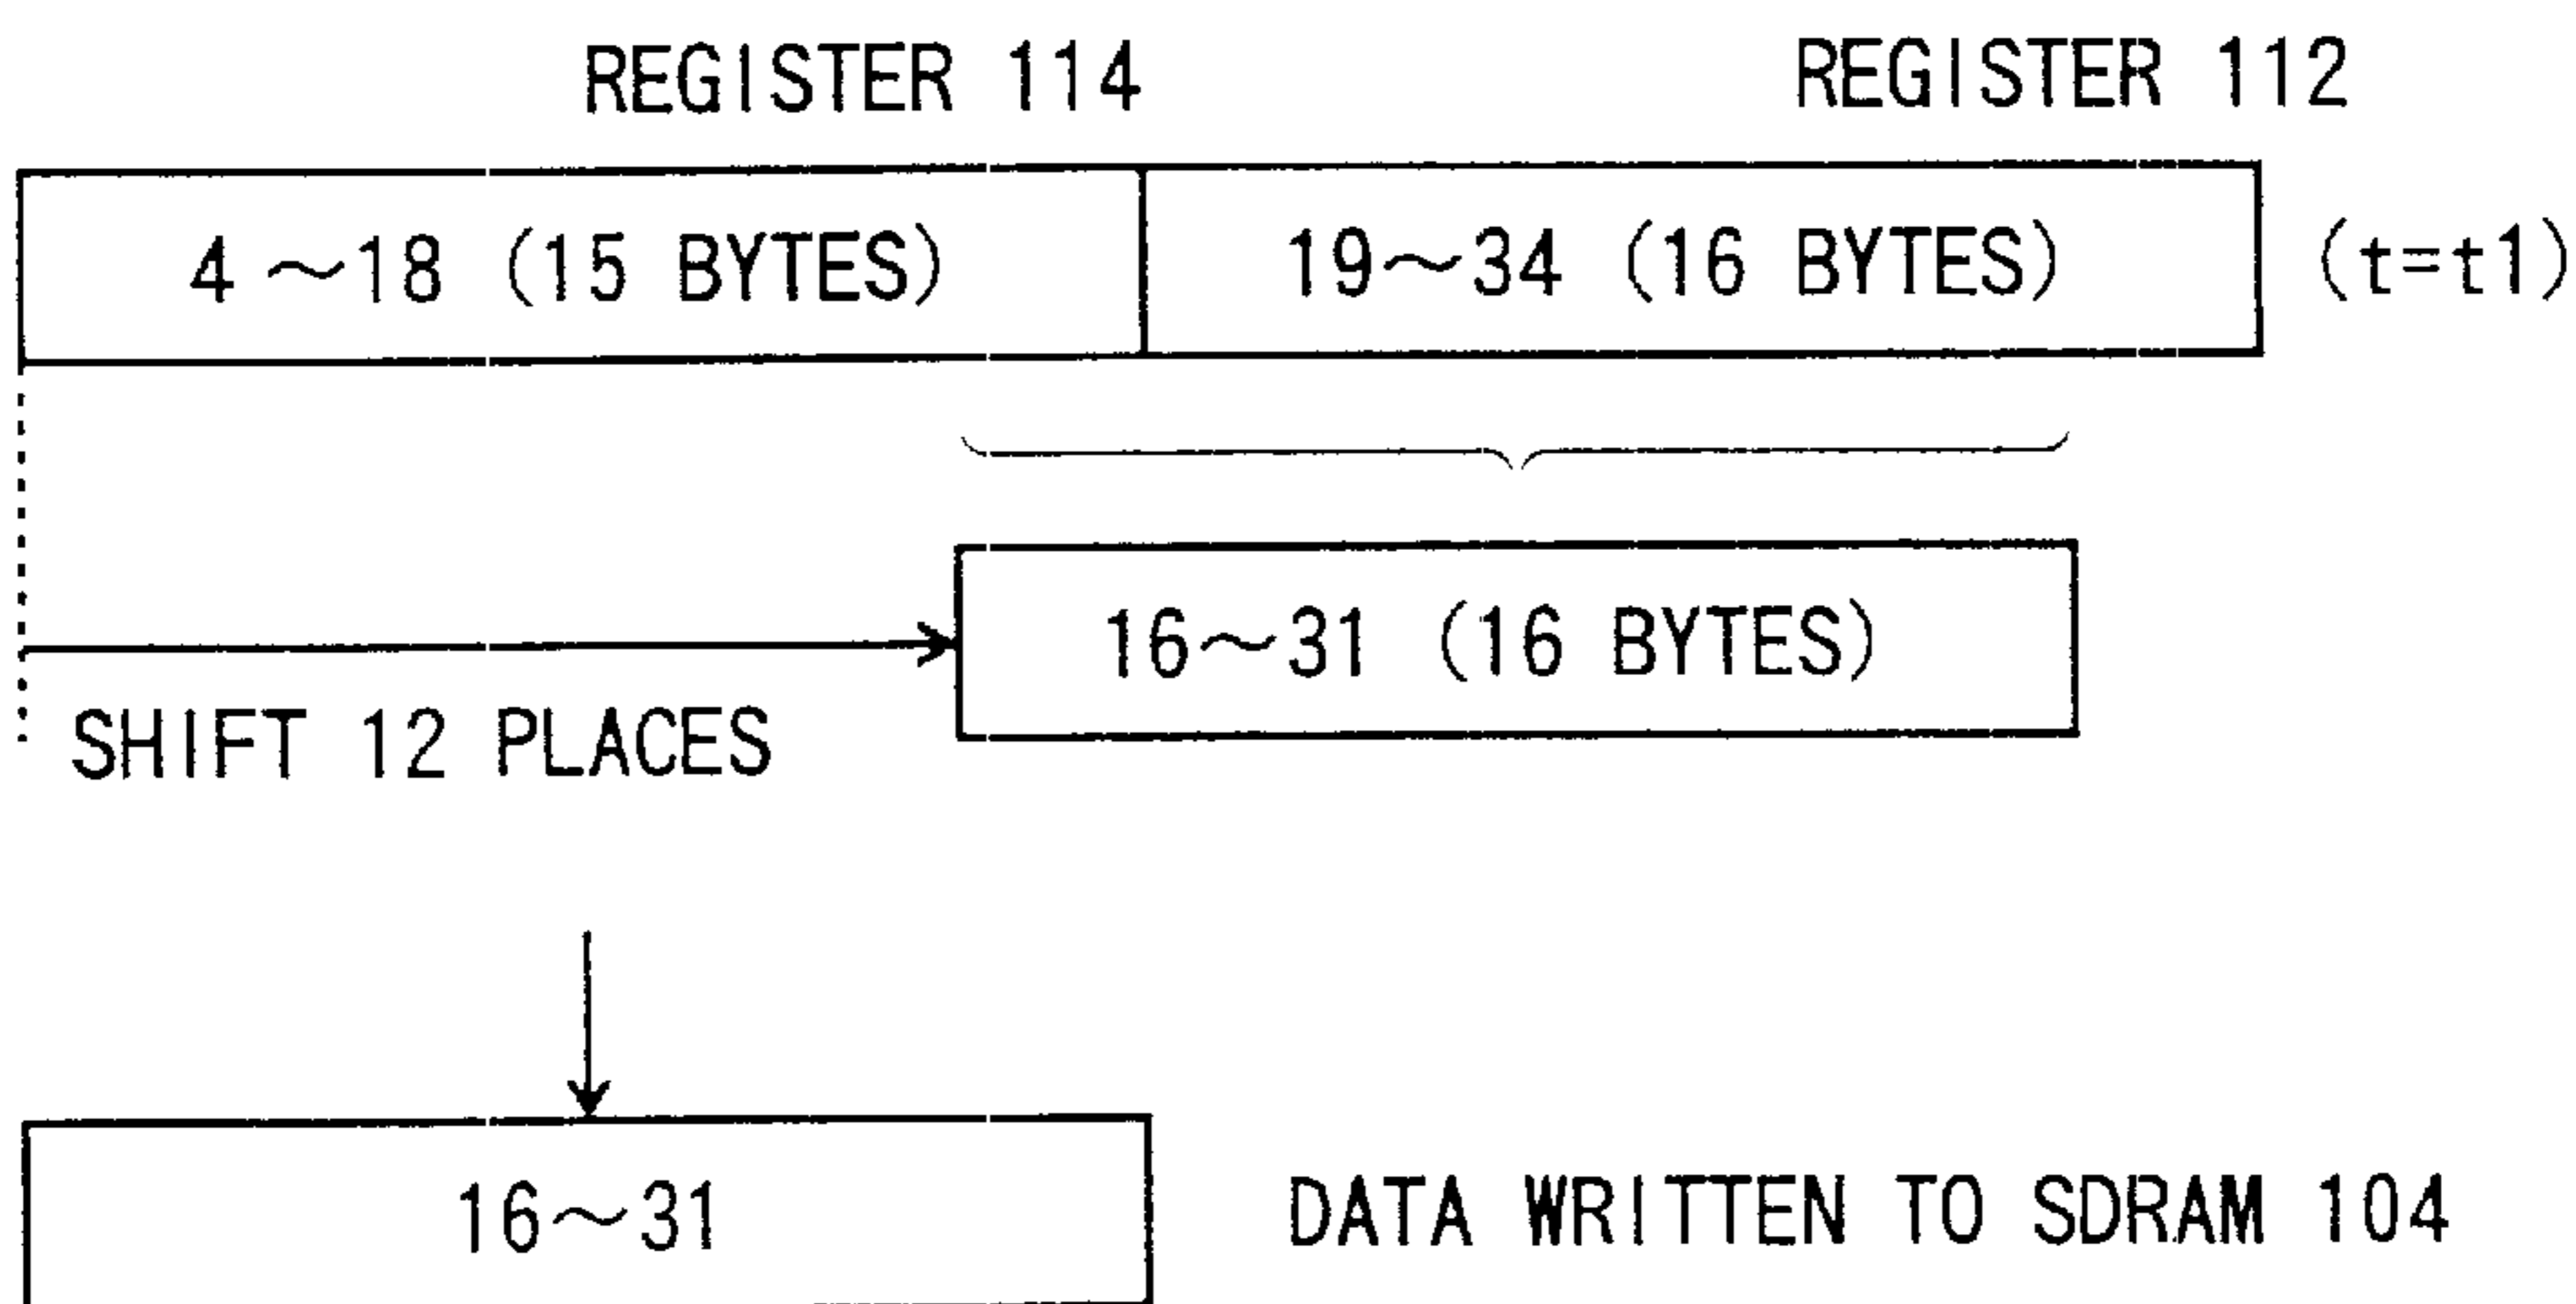 REGISTER 114 REGISTER 112
4 ~18 (15 BYTES) 19~34 (16 BYTES) (t=t1)
16~31 (16 BYTES)
SHIFT 12 PLACES
16~31 DATA WRITTEN TO SDRAM 104